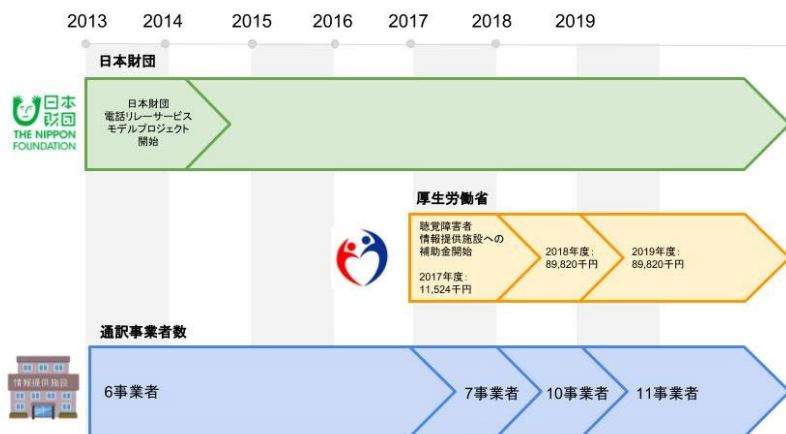 2013 2014 2015 2016 2017 2018 2019
日本財団
日本
財団
THE NIPPON
FOUNDATION
日本財団
電話リレーサービス
モデルプロジェクト
開始
厚生労働省
聴覚障害者
情報提供施設への
補助金開始
2017年度：
11,524千円
2018年度：
89,820千円
2019年度：
89,820千円
通訳事業者数
情報提供施設
6事業者
7事業者
10事業者
11事業者